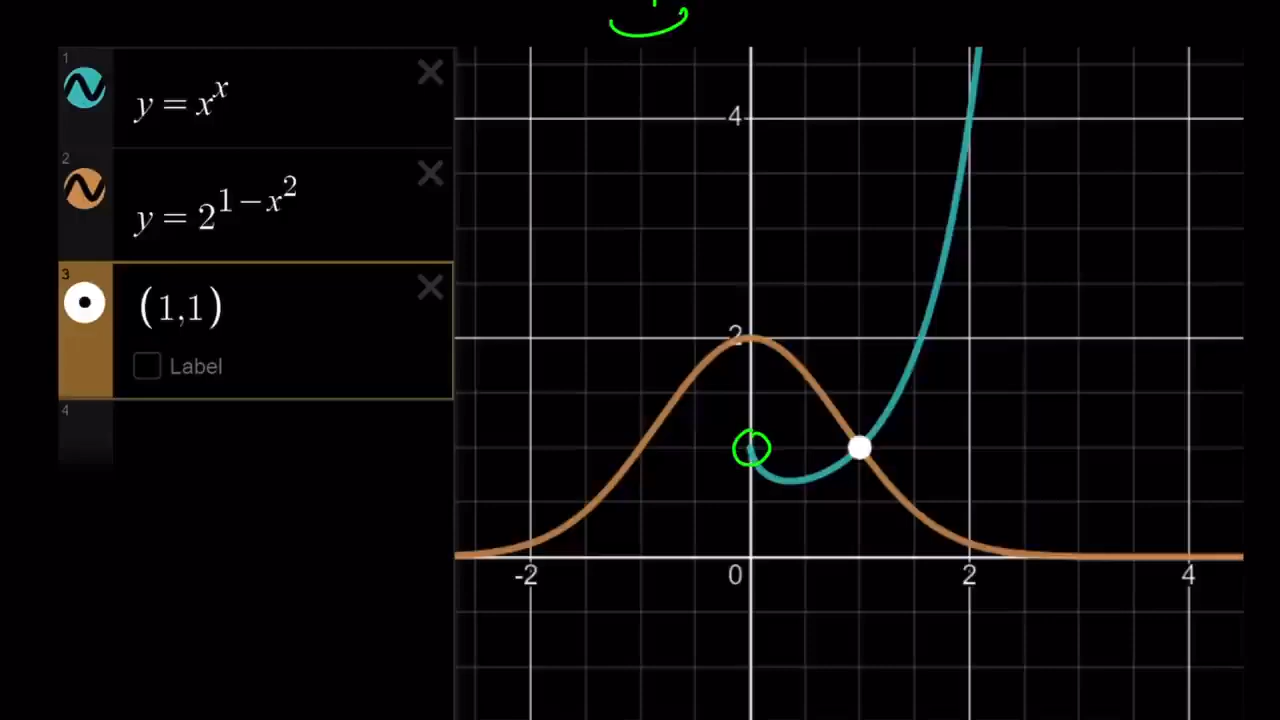 1
y = x^x
2
y = 2^{1-x^2}
3
(1,1)
Label
4
4
2
-2 0 2 4